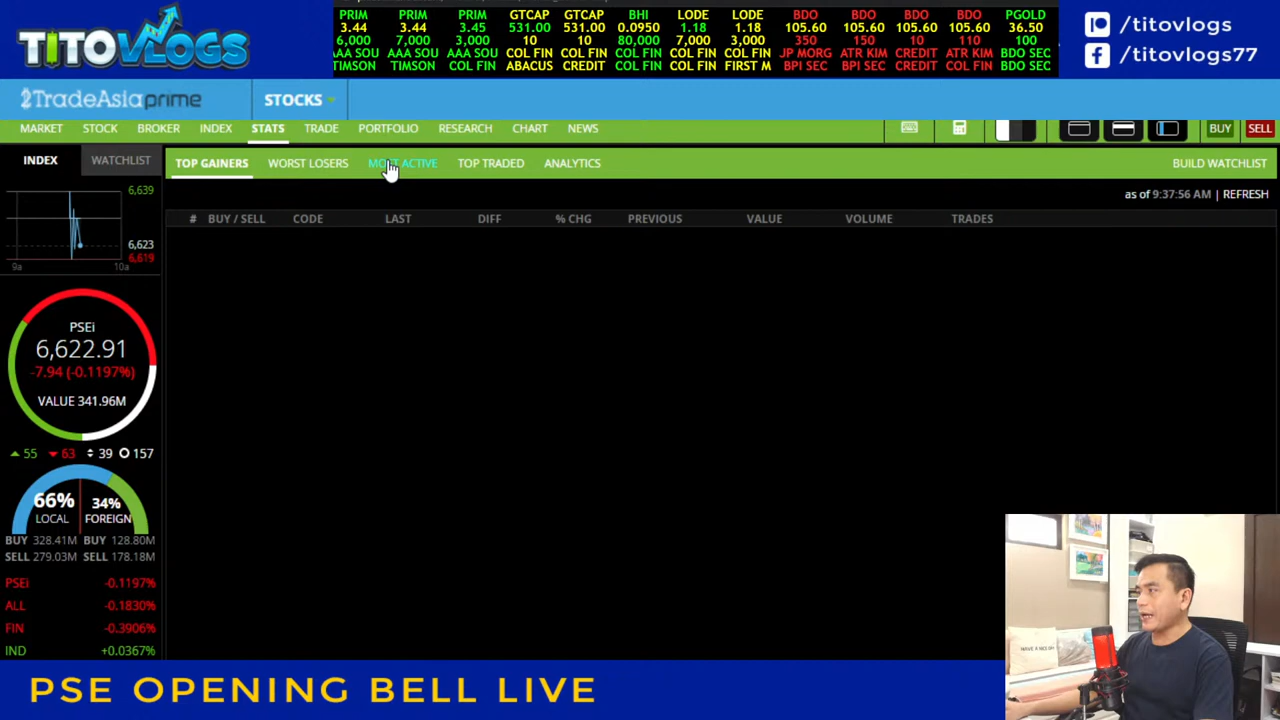 TITOVLOGS
PRIM PRIM PRIM GTCAP GTCAP BHI LODE LODE BDO BDO BDO BDO PGOLD
3.44 3.44 3.45 531.00 531.00 0.0950 1.18 1.18 105.60 105.60 105.60 105.60 36.50
6,000 7,000 3,000 10 10 80,000 7,000 3,000 350 150 10 110 100
AAA SOU AAA SOU AAA SOU COL FIN COL FIN COL FIN COL FIN COL FIN JP MORG ATR KIM CREDIT ATR KIM COL FIN
TIMSON TIMSON COL FIN ABACUS CREDIT COL FIN COL FIN FIRST M BPI SEC BPI SEC CREDIT COL FIN BDO SEC
/titovlogs
/titovlogs77
2TradeAsia prime
STOCKS
MARKET STOCK BROKER INDEX STATS TRADE PORTFOLIO RESEARCH CHART NEWS
BUY SELL
INDEX WATCHLIST
TOP GAINERS WORST LOSERS MOST ACTIVE TOP TRADED ANALYTICS BUILD WATCHLIST
as of 9:37:56 AM | REFRESH
# BUY / SELL CODE LAST DIFF % CHG PREVIOUS VALUE VOLUME TRADES
6,639
6,623
6,619
9a 10a
PSEi
6,622.91
-7.94 (-0.1197%)
VALUE 341.96M
55 63 39 157
66% 34%
LOCAL FOREIGN
BUY 328.41M BUY 128.80M
SELL 279.03M SELL 178.18M
PSEi -0.1197%
ALL -0.1830%
FIN -0.3906%
IND +0.0367%
PSE OPENING BELL LIVE